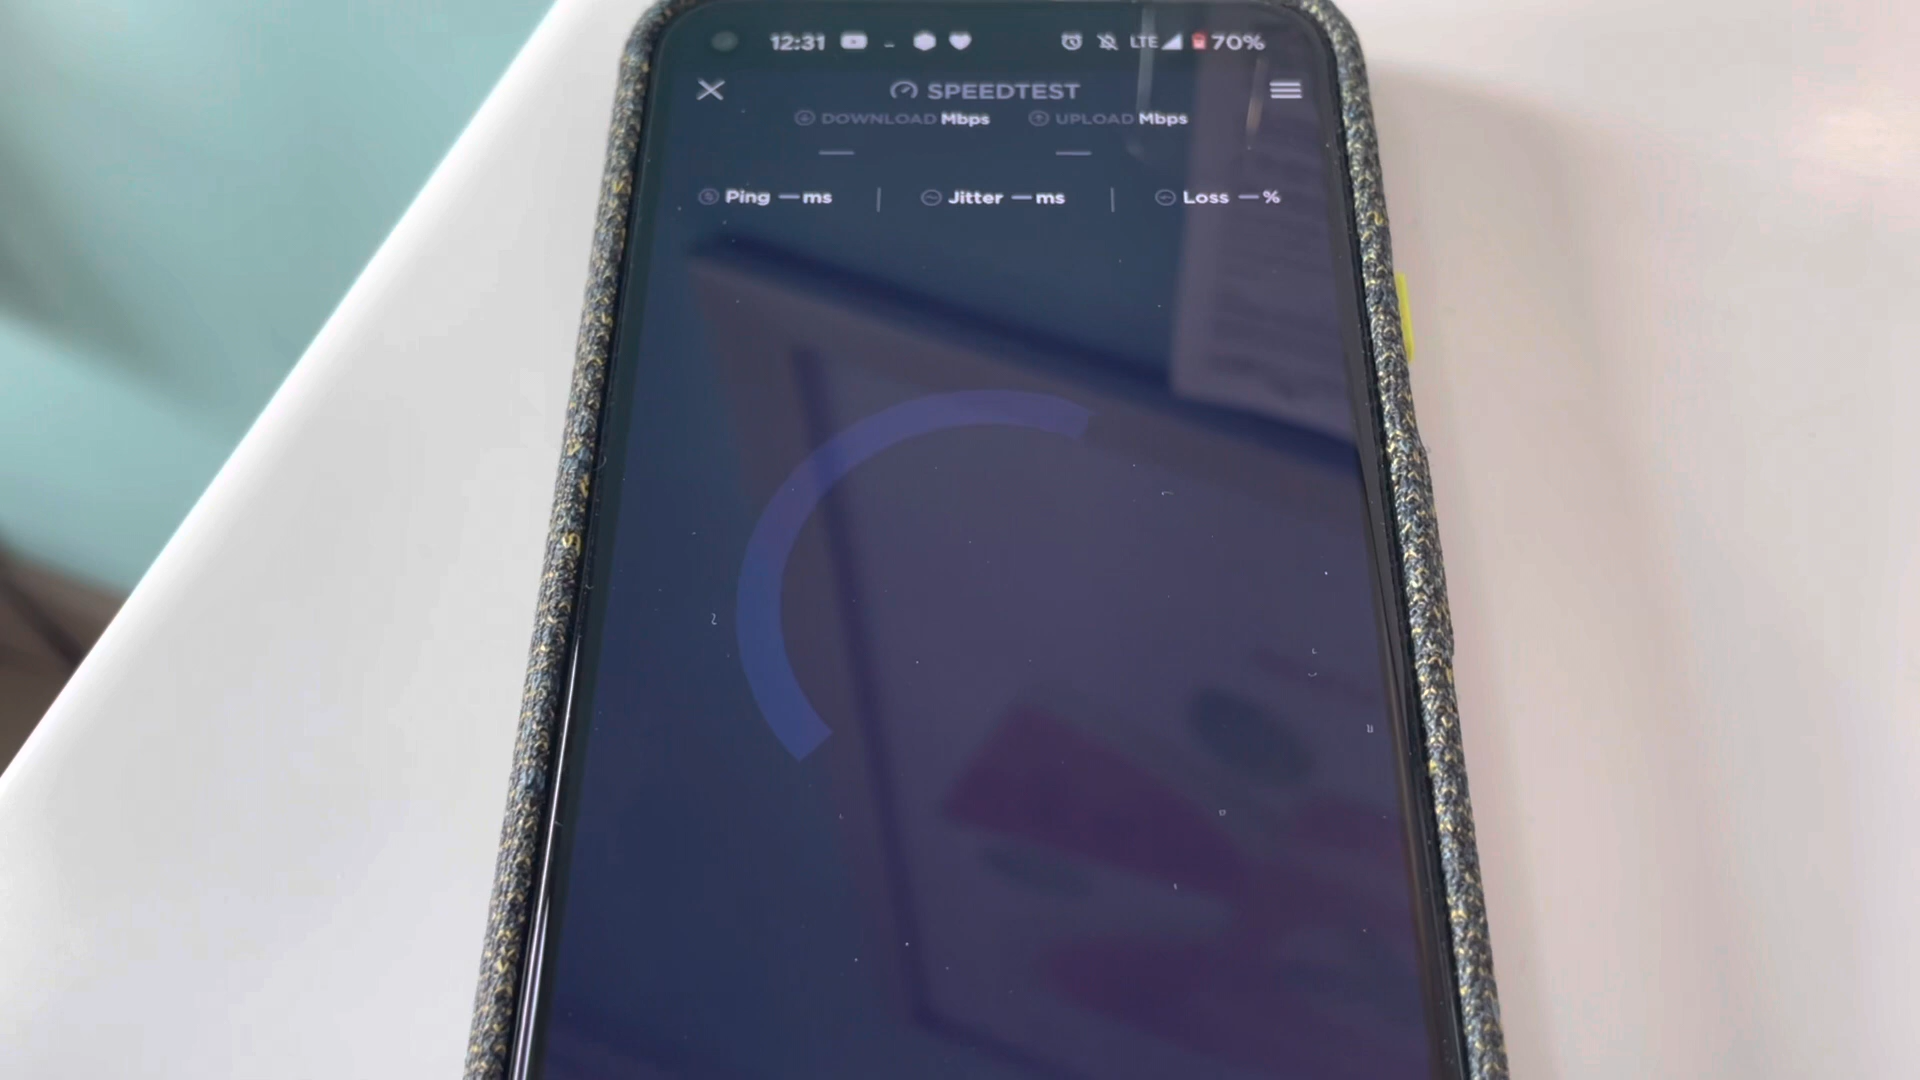 12:31 LTE 70%
SPEEDTEST
DOWNLOAD Mbps UPLOAD Mbps
— —
Ping — ms | Jitter — ms | Loss — %